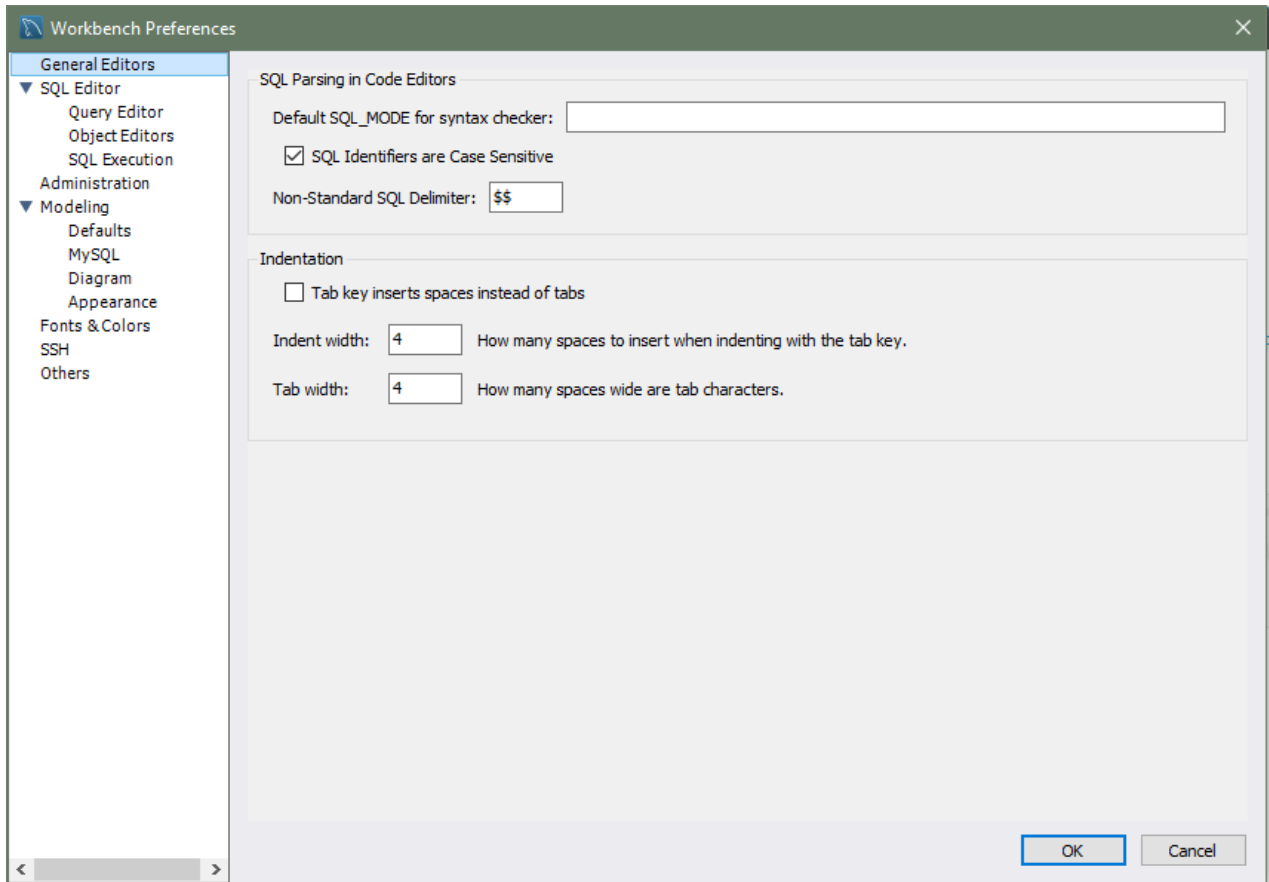 Workbench Preferences
General Editors
SQL Editor
Query Editor
Object Editors
SQL Execution
Administration
Modeling
Defaults
MySQL
Diagram
Appearance
Fonts & Colors
SSH
Others
SQL Parsing in Code Editors
Default SQL_MODE for syntax checker:
SQL Identifiers are Case Sensitive
Non-Standard SQL Delimiter: $$
Indentation
Tab key inserts spaces instead of tabs
Indent width: 4 How many spaces to insert when indenting with the tab key.
Tab width: 4 How many spaces wide are tab characters.
OK Cancel